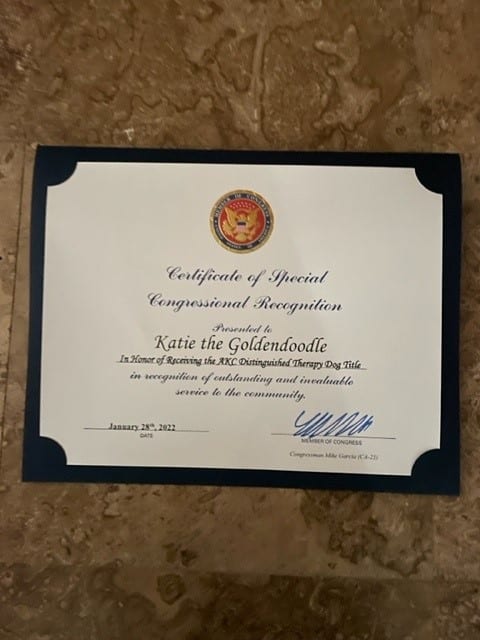 Certificate of Special
Congressional Recognition
Presented to
Katie the Goldendoodle
In Honor of Receiving the AKC Distinguished Therapy Dog Title
in recognition of outstanding and invaluable
service to the community.
January 28th, 2022
DATE
MEMBER OF CONGRESS
Congressman Mike Garcia (CA-25)